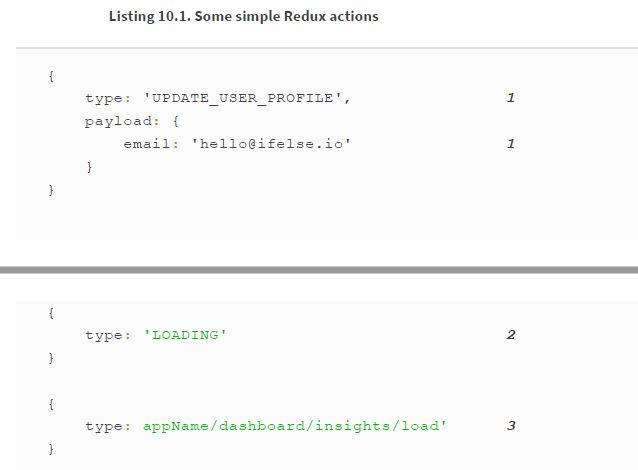 Listing 10.1. Some simple Redux actions
{
type: 'UPDATE_USER_PROFILE', 1
payload: {
email: 'hello@ifelse.io' 1
}
}
{
type: 'LOADING' 2
}
{
type: appName/dashboard/insights/load' 3
}